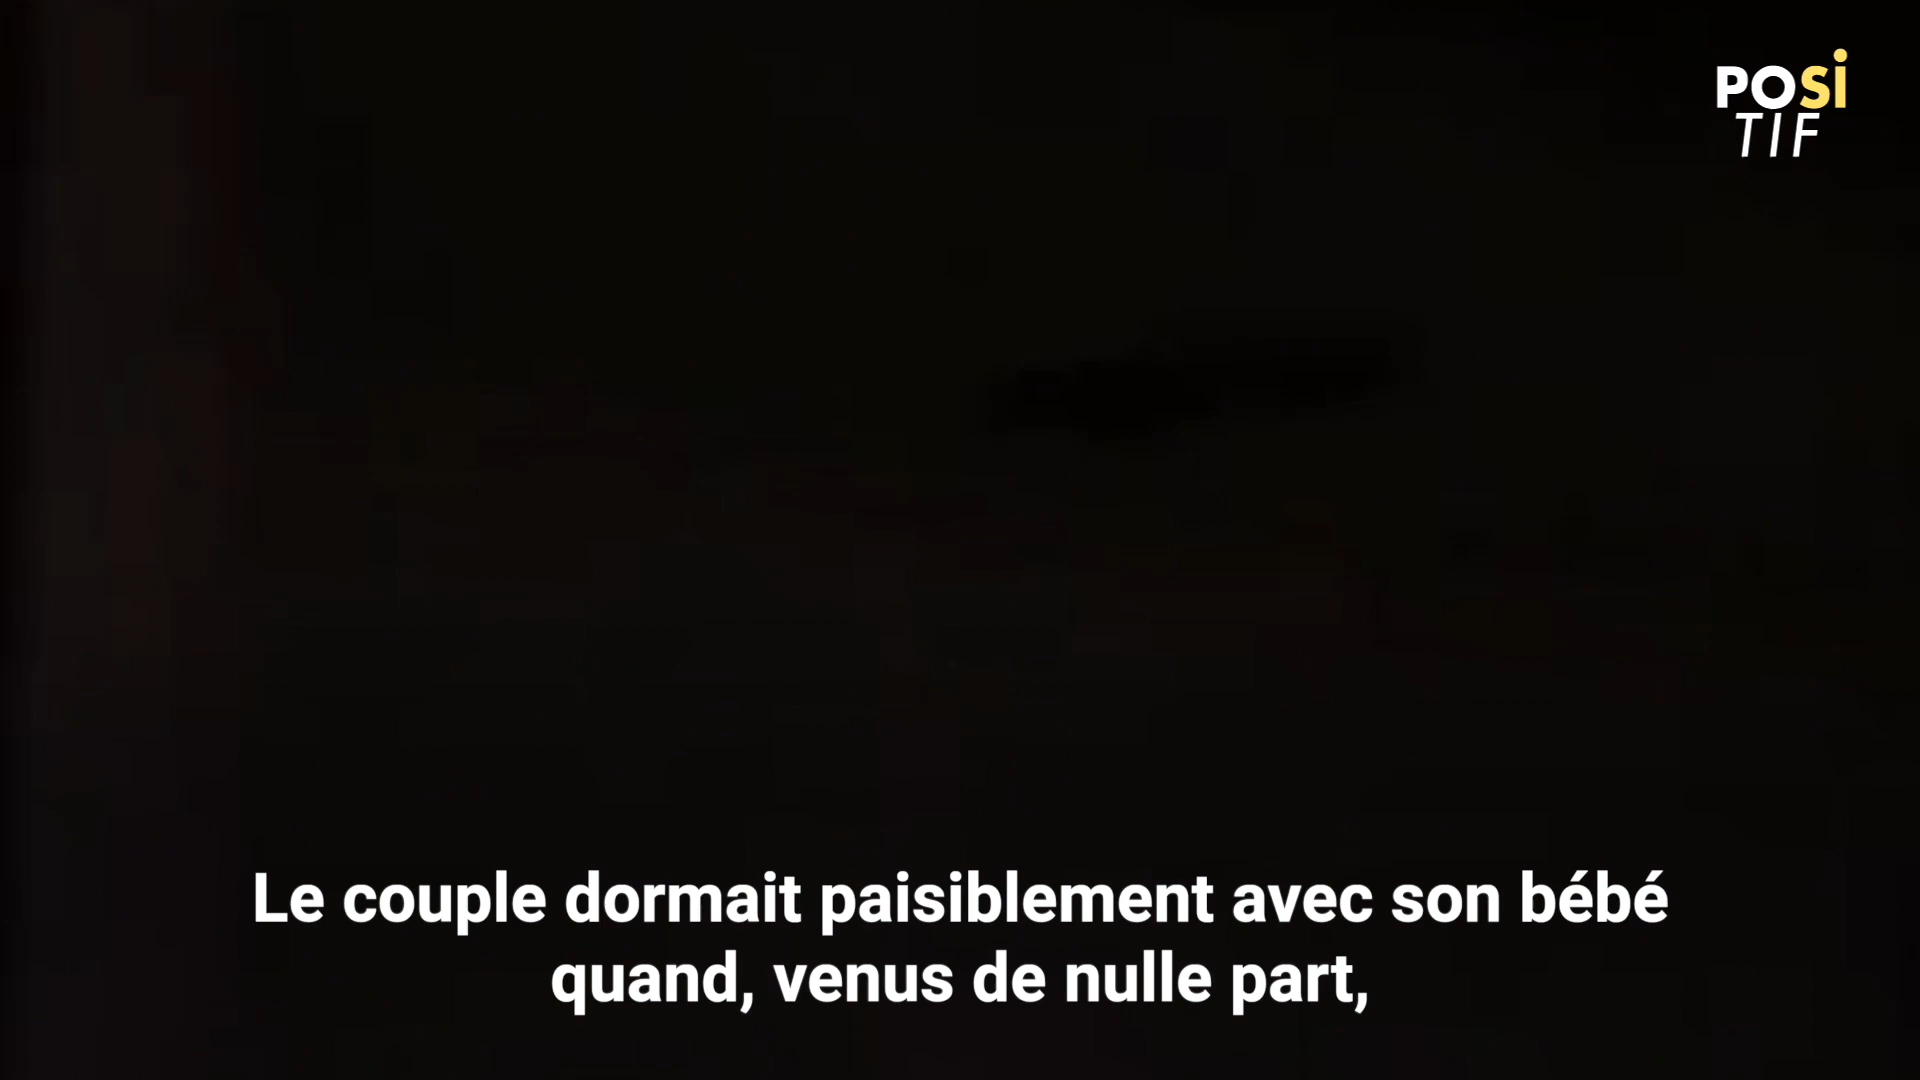 POSi
TIF
Le couple dormait paisiblement avec son bébé
quand, venus de nulle part,